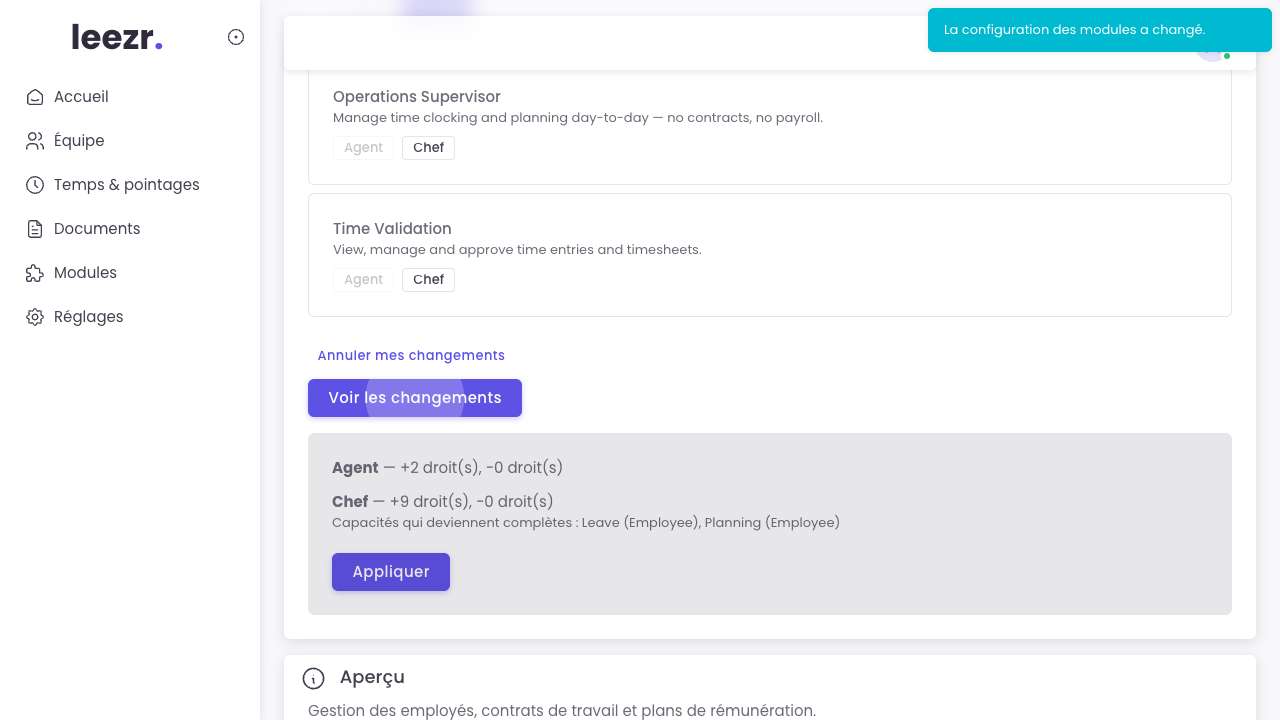 leezr.
La configuration des modules a changé.
Accueil
Équipe
Temps & pointages
Documents
Modules
Réglages
Operations Supervisor
Manage time clocking and planning day-to-day — no contracts, no payroll.
Agent Chef
Time Validation
View, manage and approve time entries and timesheets.
Agent Chef
Annuler mes changements
Voir les changements
Agent — +2 droit(s), -0 droit(s)
Chef — +9 droit(s), -0 droit(s)
Capacités qui deviennent complètes : Leave (Employee), Planning (Employee)
Appliquer
Aperçu
Gestion des employés, contrats de travail et plans de rémunération.